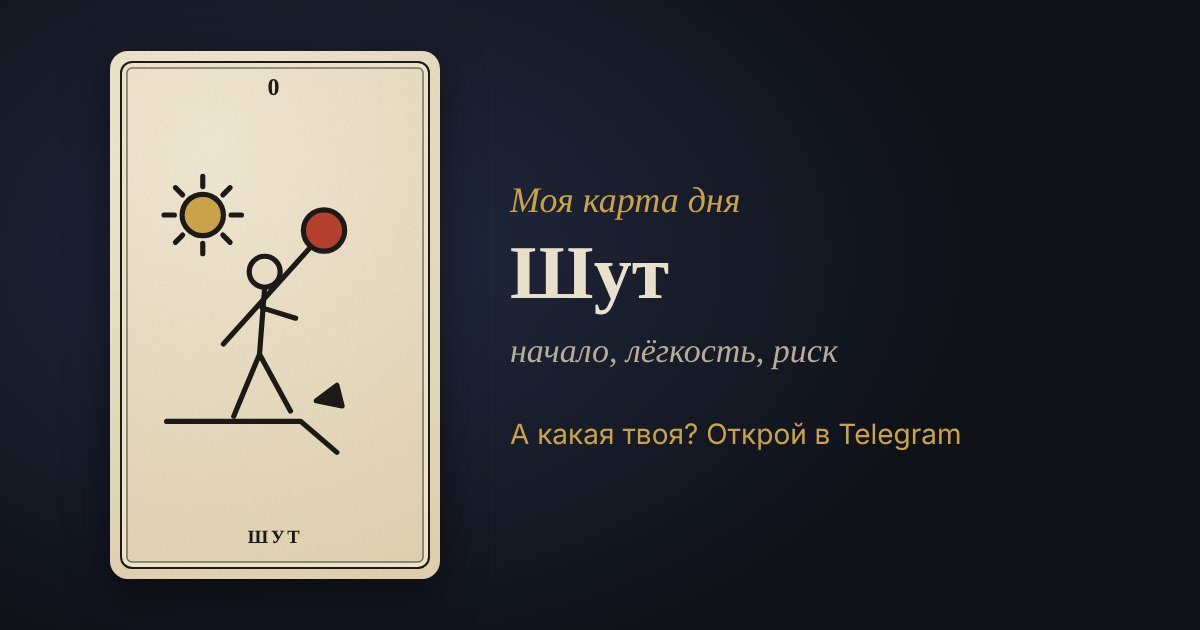 0
ШУТ
Моя карта дня
Шут
начало, лёгкость, риск
А какая твоя? Открой в Telegram